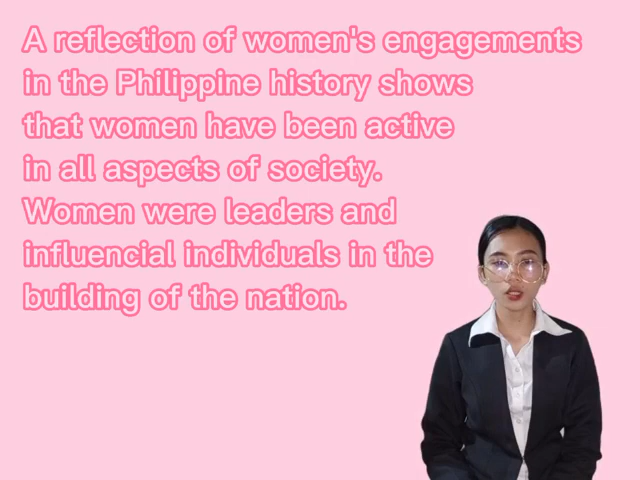 A reflection of women's engagements
in the Philippine history shows
that women have been active
in all aspects of society.
Women were leaders and
influencial individuals in the
building of the nation.